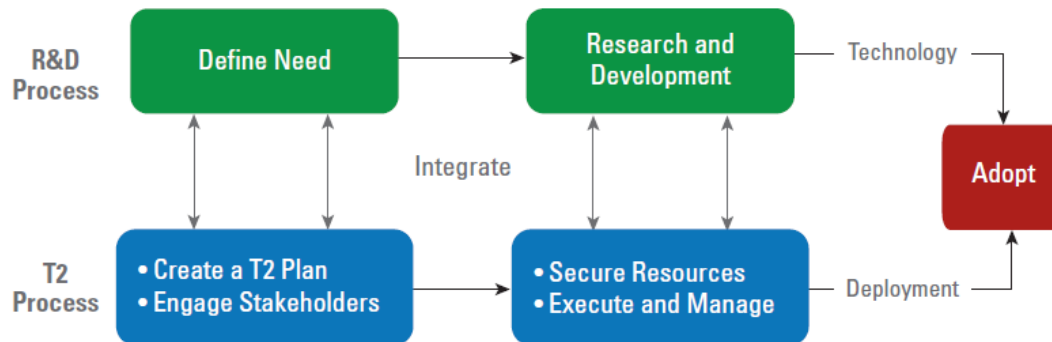 R&D
Process
Define Need
Research and
Development
Technology
Integrate
Adopt
T2
Process
• Create a T2 Plan
• Engage Stakeholders
• Secure Resources
• Execute and Manage
Deployment